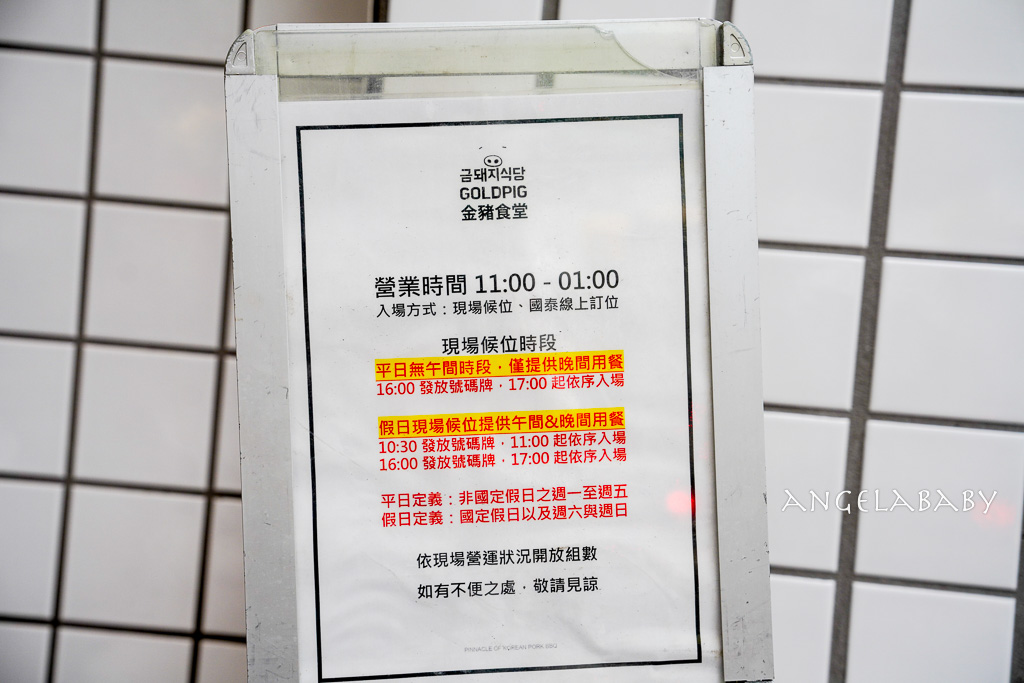 금돼지식당
GOLDPIG
金豬食堂
營業時間 11:00 - 01:00
入場方式：現場候位、國泰線上訂位
現場候位時段
平日無午間時段，僅提供晚間用餐
16:00 發放號碼牌，17:00 起依序入場
假日現場候位提供午間&晚間用餐
10:30 發放號碼牌，11:00 起依序入場
16:00 發放號碼牌，17:00 起依序入場
平日定義：非國定假日之週一至週五
假日定義：國定假日以及週六與週日
依現場營運狀況開放組數
如有不便之處，敬請見諒
PINNACLE OF KOREAN PORK BBQ
ANGELABABY